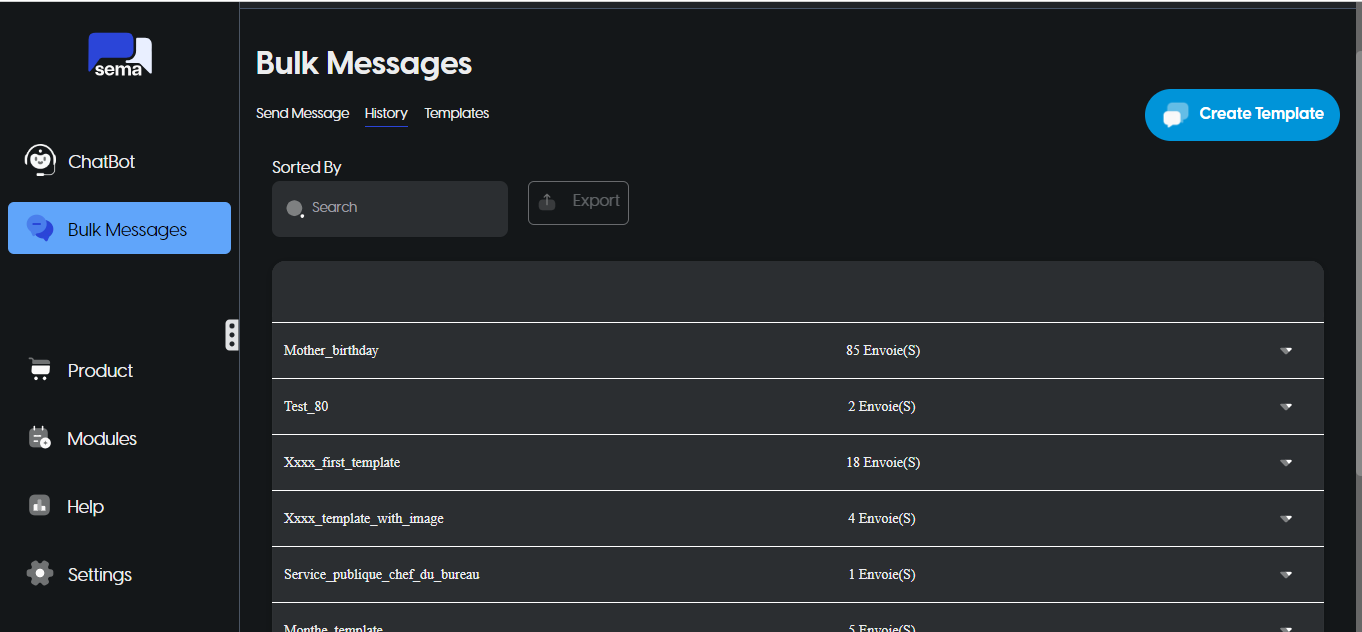 sema
ChatBot
Bulk Messages
Product
Modules
Help
Settings
Bulk Messages
Send Message History Templates
Create Template
Sorted By
Search
Export
Mother_birthday 85 Envoie(S)
Test_80 2 Envoie(S)
Xxxx_first_template 18 Envoie(S)
Xxxx_template_with_image 4 Envoie(S)
Service_publique_chef_du_bureau 1 Envoie(S)
Monthe_template 5 Envoie(S)